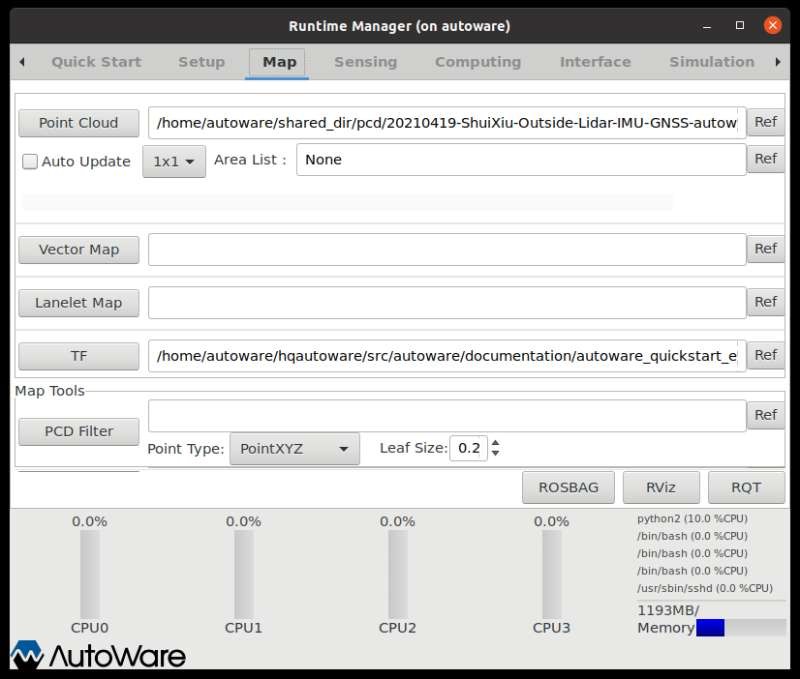 Runtime Manager (on autoware)
Quick Start Setup Map Sensing Computing Interface Simulation
Point Cloud /home/autoware/shared_dir/pcd/20210419-ShuiXiu-Outside-Lidar-IMU-GNSS-autow Ref
Auto Update 1x1 Area List : None Ref
Vector Map Ref
Lanelet Map Ref
TF /home/autoware/hqautoware/src/autoware/documentation/autoware_quickstart_e Ref
Map Tools
PCD Filter Ref
Point Type: PointXYZ Leaf Size: 0.2
ROSBAG RViz RQT
0.0% 0.0% 0.0% 0.0% python2 (10.0 %CPU)
/bin/bash (0.0 %CPU)
/bin/bash (0.0 %CPU)
/bin/bash (0.0 %CPU)
/usr/sbin/sshd (0.0 %CPU)
1193MB/
CPU0 CPU1 CPU2 CPU3 Memory
AutoWare